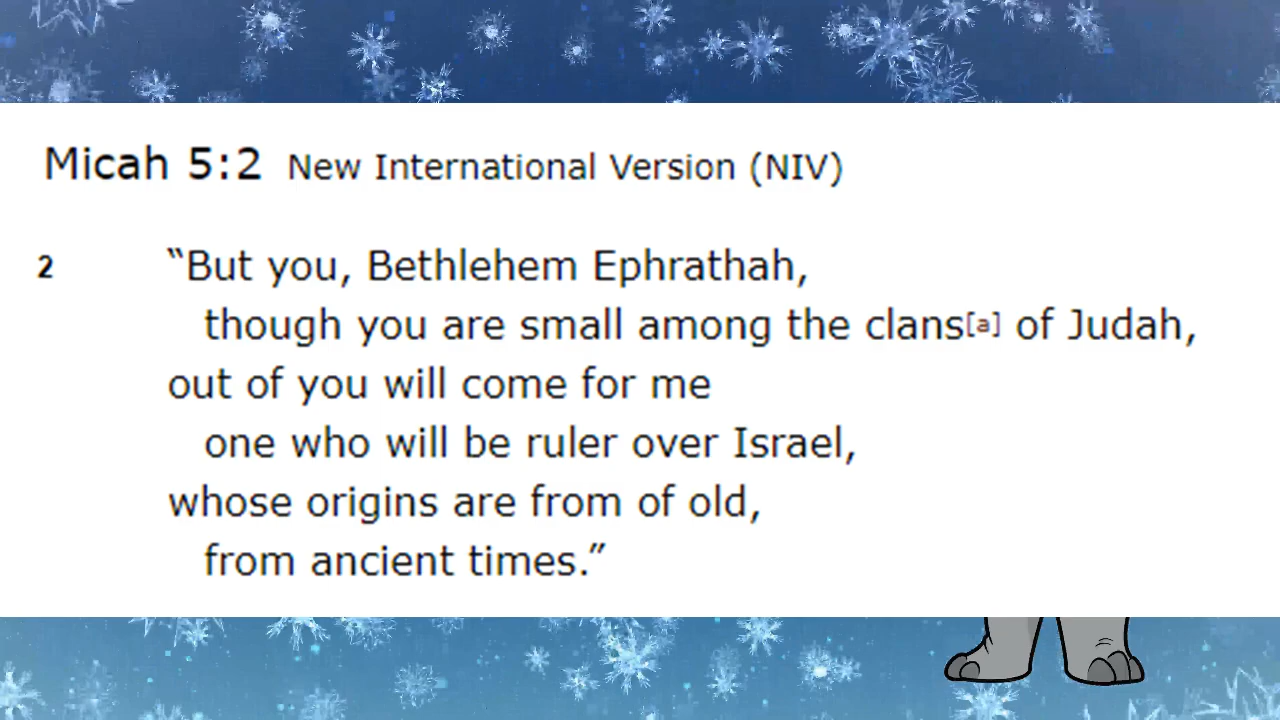 Micah 5:2 New International Version (NIV)
2 “But you, Bethlehem Ephrathah,
though you are small among the clans[a] of Judah,
out of you will come for me
one who will be ruler over Israel,
whose origins are from of old,
from ancient times.”